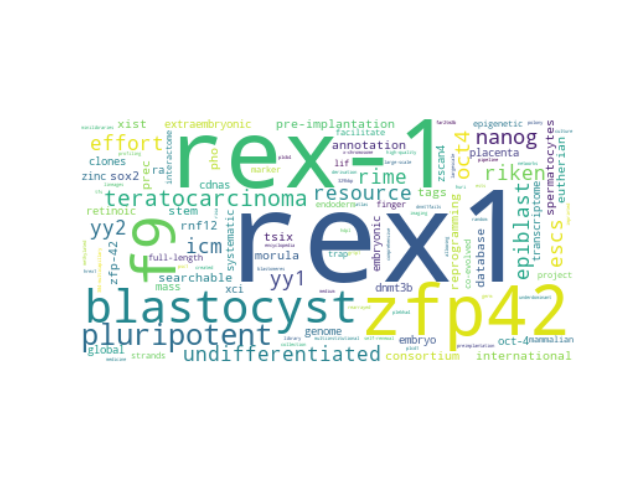 xist
extraembryonic
pre-implantation
facilitate
epigenetic
effort
rex-1
annotation
nanog
oct4
clones
interactome
ra
pho
rime
lif
zscan4
placenta
riken
zinc
sox2
prec
cdnas
marker
resource
tags
teratocarcinoma
endoderm
finger
spermatocytes
eutherian
retinoic
stem
rex1
yy2
rnf12
tsix
embryonic
f9
icm
systematic
morula
zfp-42
full-length
encyclopedia
trap
epiblast
transcriptome
escs
reprogramming
co-evolved
database
project
searchable
mass
xci
yy1
dnmt3b
blastocyst
zfp42
pluripotent
genome
library
embryo
oct-4
mammalian
global
strands
undifferentiated
consortium
international